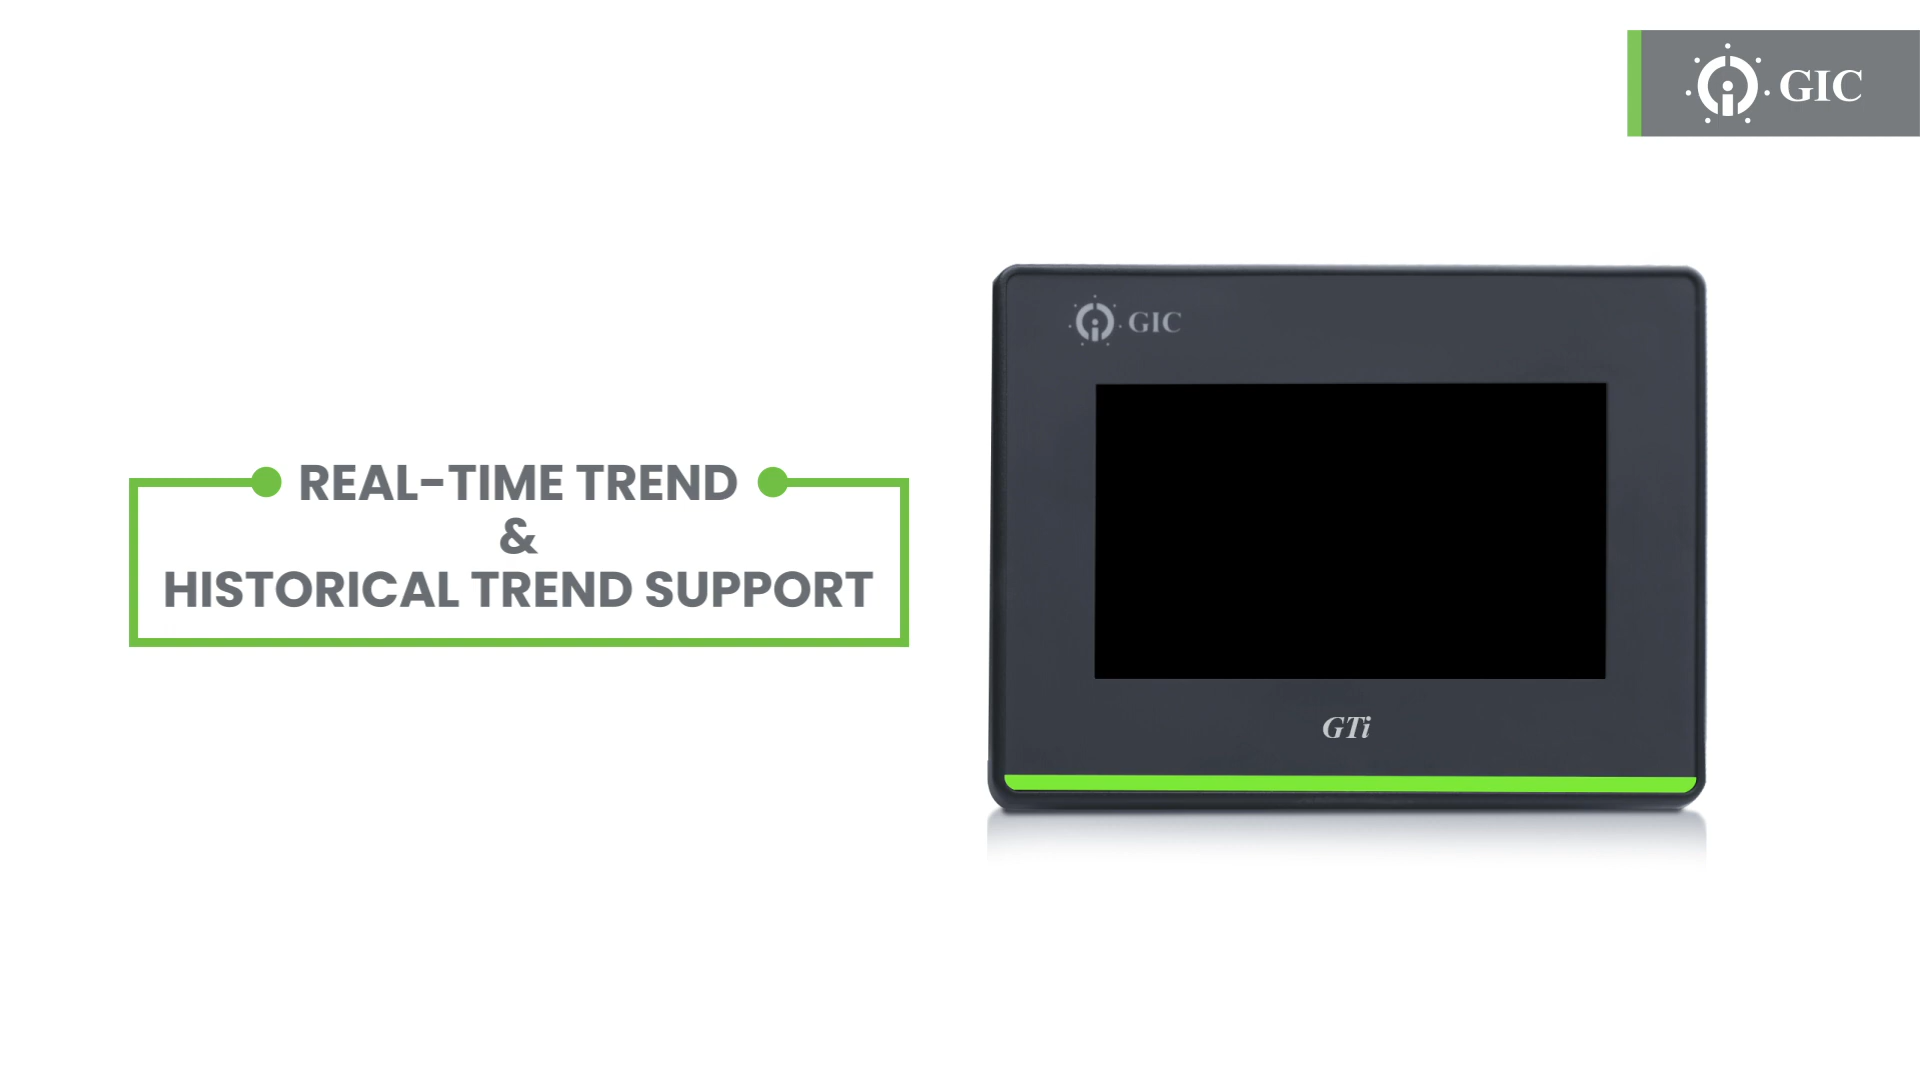 GIC
GIC
REAL-TIME TREND
&
HISTORICAL TREND SUPPORT
GTi